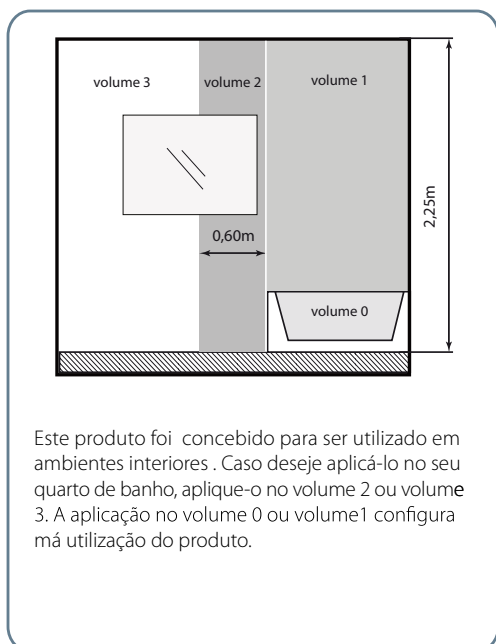 volume 3 volume 2 volume 1
2,25m
0,60m
volume 0
Este produto foi concebido para ser utilizado em
ambientes interiores . Caso deseje aplicá-lo no seu
quarto de banho, aplique-o no volume 2 ou volume
3. A aplicação no volume 0 ou volume1 configura
má utilização do produto.